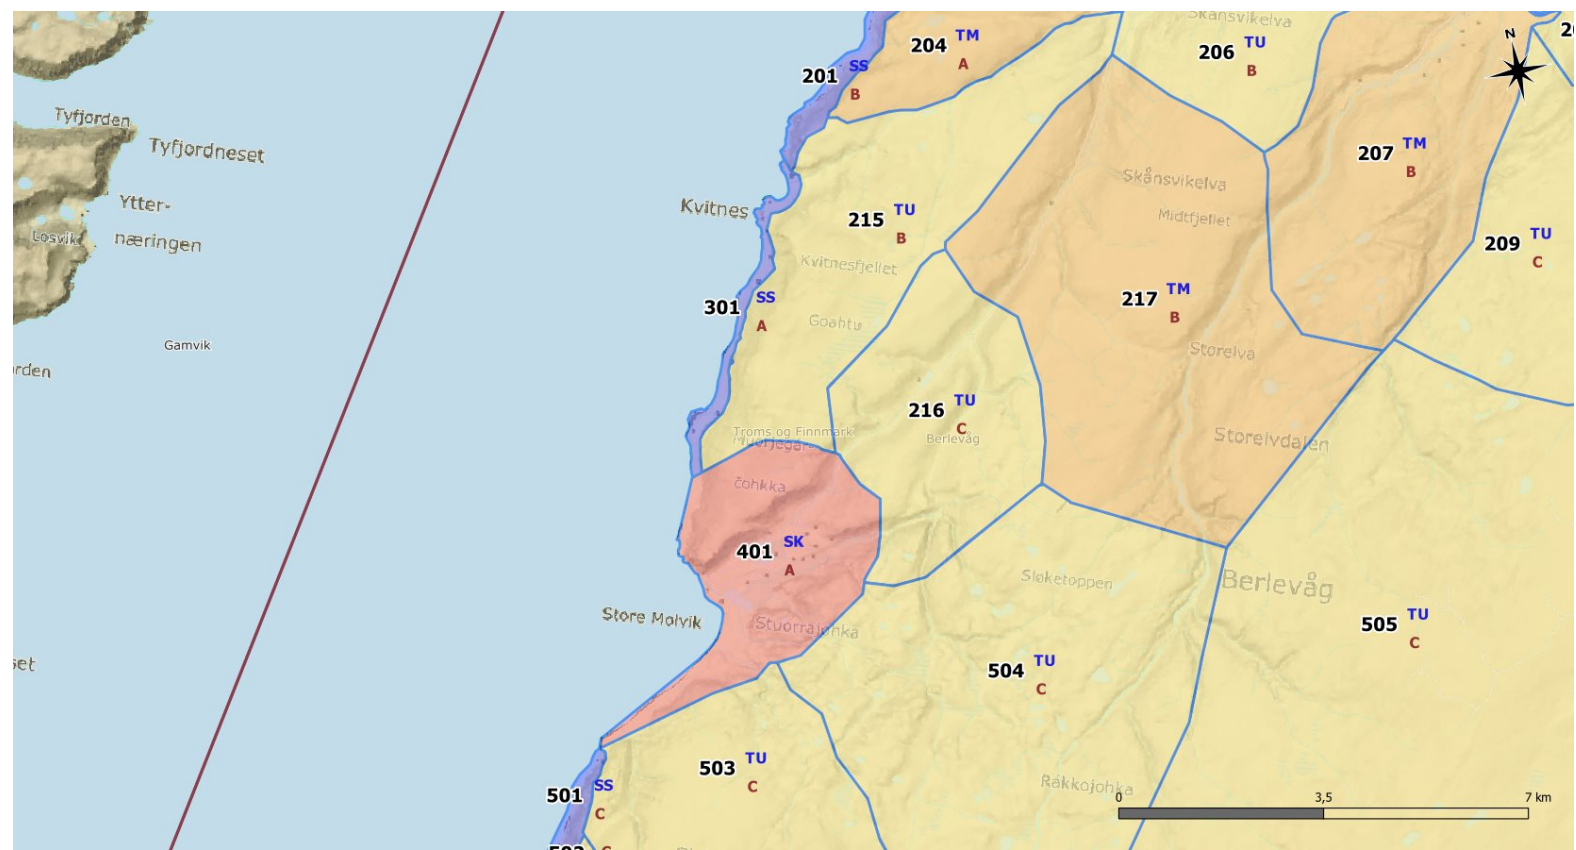 Skånsvikelva
N
204 TM
A
206 TU
B
201 SS
B
Tyfjorden
Tyfjordneset
207 TM
B
Skånsvikelva
Ytter-
Kvitnes
215 TU
B
Midtfjellet
Losvik
næringen
209 TU
C
Kvitnesfjellet
301 SS
A
217 TM
B
Goahtu
Gamvik
Storelva
rden
216 TU
C
Troms og Finnmark
Berlevåg
Storelvdalen
čohkka
401 SK
A
Sløketoppen
Berlevåg
Store Molvik
Stuorrajohka
505 TU
C
set
504 TU
C
503 TU
C
Rákkojohka
501 SS
C
0 3,5 7 km
C